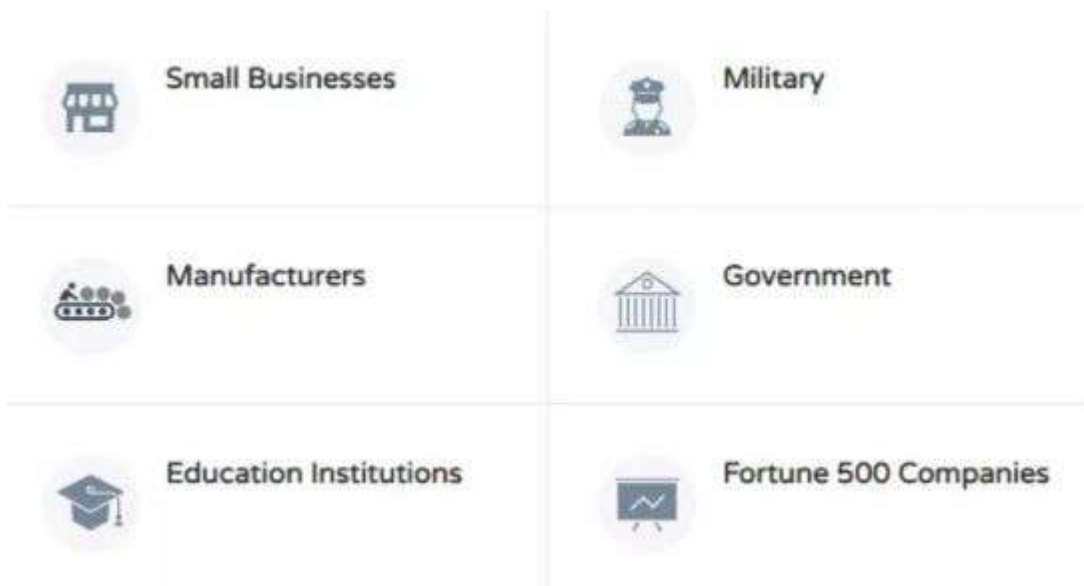 Small Businesses
Military
Manufacturers
Government
Education Institutions
Fortune 500 Companies